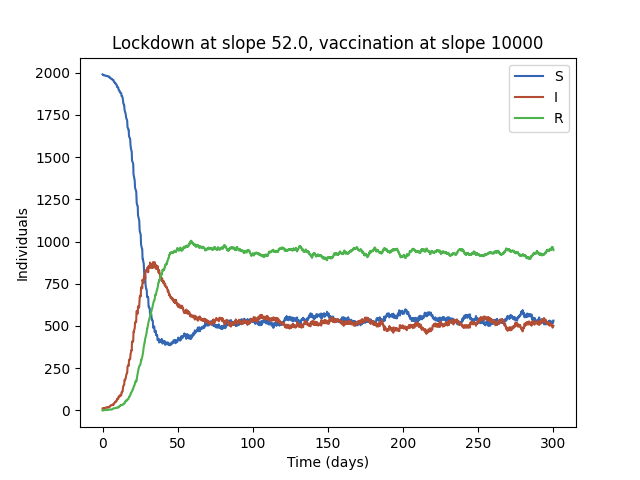 Lockdown at slope 52.0, vaccination at slope 10000
S
I
R
Individuals
2000
1750
1500
1250
1000
750
500
250
0
0 50 100 150 200 250 300
Time (days)